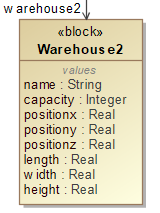 warehouse2
«block»
Warehouse2
values
name : String
capacity : Integer
positionx : Real
positiony : Real
positionz : Real
length : Real
width : Real
height : Real